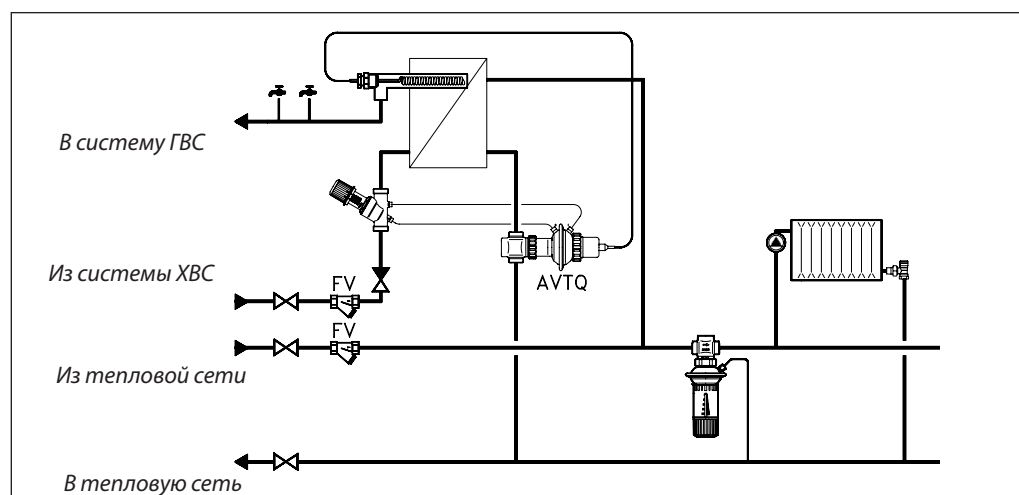 В систему ГВС
Из системы ХВС
FV
AVTQ
FV
Из тепловой сети
В тепловую сеть